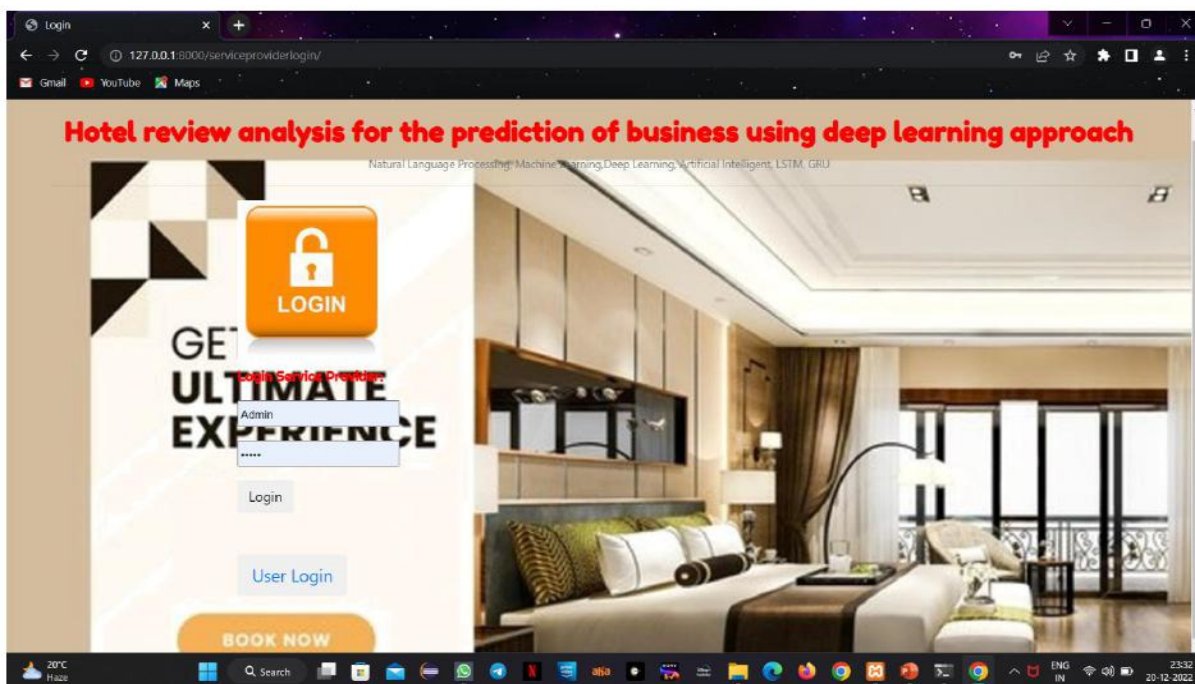 Login
127.0.0.1:8000/serviceproviderlogin/
Gmail YouTube Maps
Hotel review analysis for the prediction of business using deep learning approach
Natural Language Processing, Machine Learning,Deep Learning, Artificial Intelligent, LSTM, GRU
LOGIN
GET
Login Service Provider:
ULTIMATE
Admin
EXPERIENCE
•••••
Login
User Login
BOOK NOW
20°C
Haze
Search
ENG
IN
23:32
20-12-2022